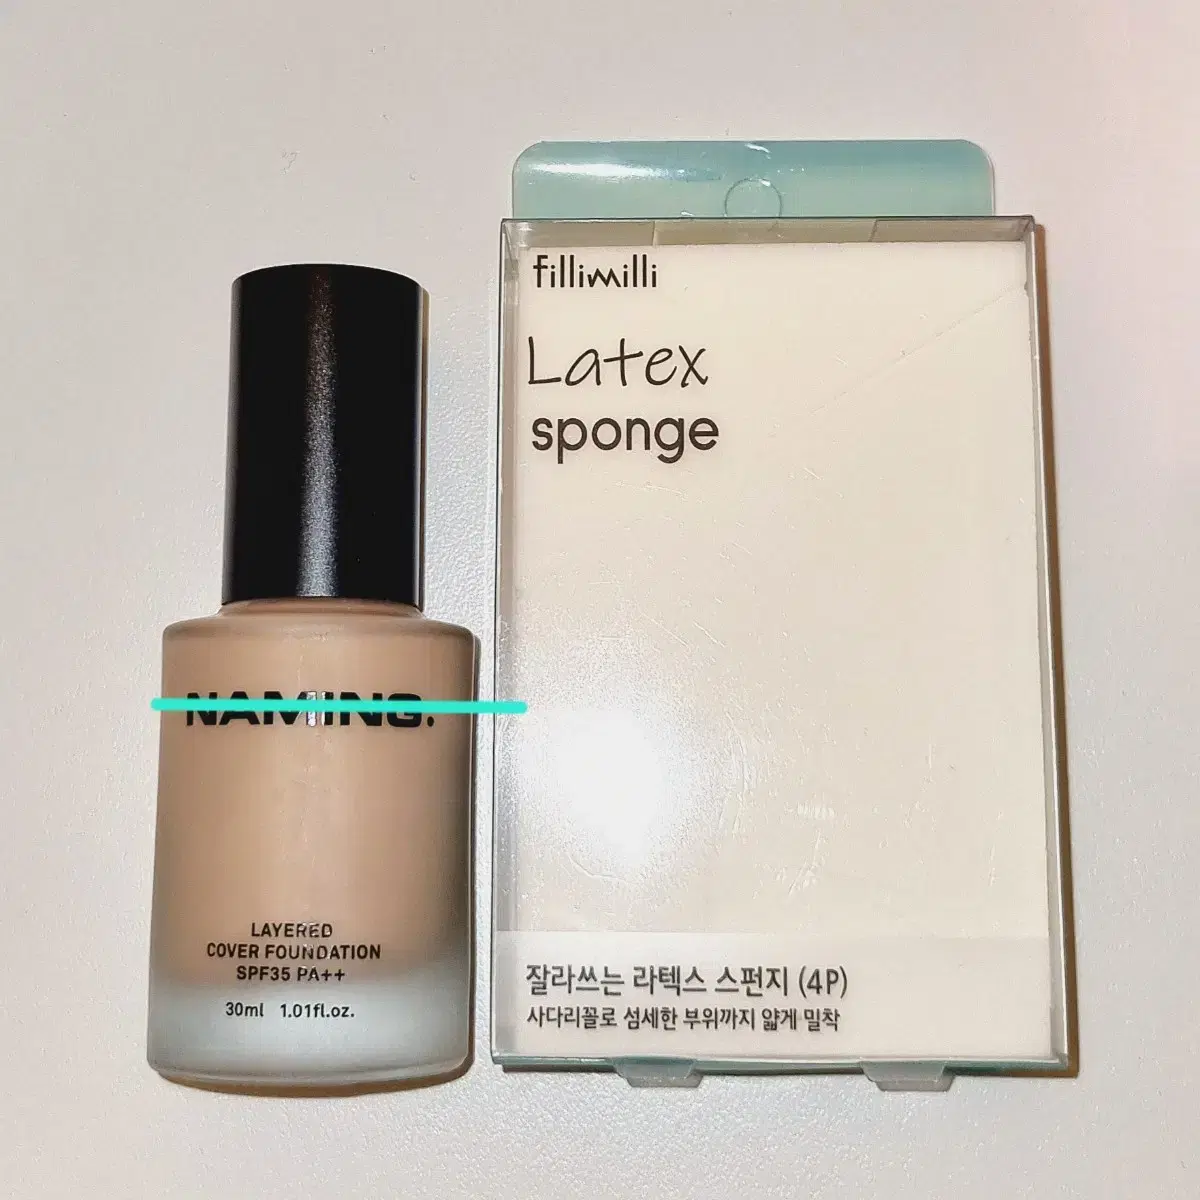 NAMING.
LAYERED
COVER FOUNDATION
SPF35 PA++
30ml 1.01fl.oz.
fillimilli
Latex
sponge
잘라쓰는 라텍스 스펀지 (4P)
사다리꼴로 섬세한 부위까지 얇게 밀착